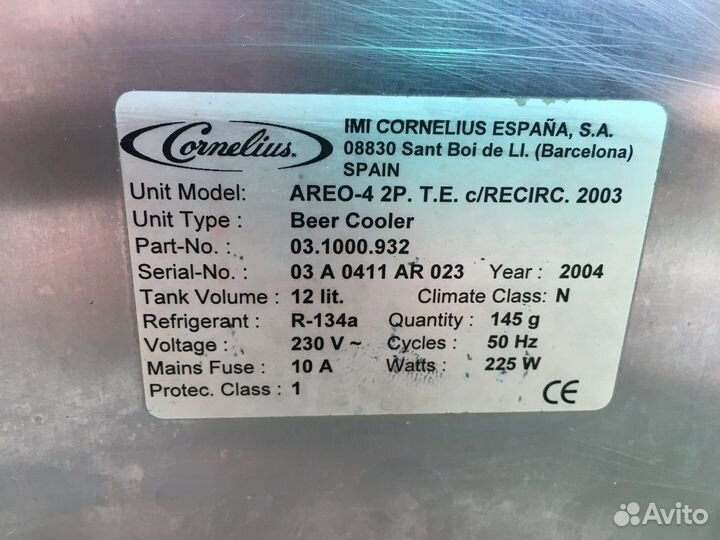 Cornelius.
IMI CORNELIUS ESPAÑA, S.A.
08830 Sant Boi de Ll. (Barcelona)
SPAIN
Unit Model: AREO-4 2P. T.E. c/RECIRC. 2003
Unit Type : Beer Cooler
Part-No. : 03.1000.932
Serial-No. : 03 A 0411 AR 023 Year : 2004
Tank Volume : 12 lit. Climate Class: N
Refrigerant : R-134a Quantity : 145 g
Voltage : 230 V ~ Cycles : 50 Hz
Mains Fuse : 10 A Watts : 225 W
Protec. Class : 1 CE
Avito